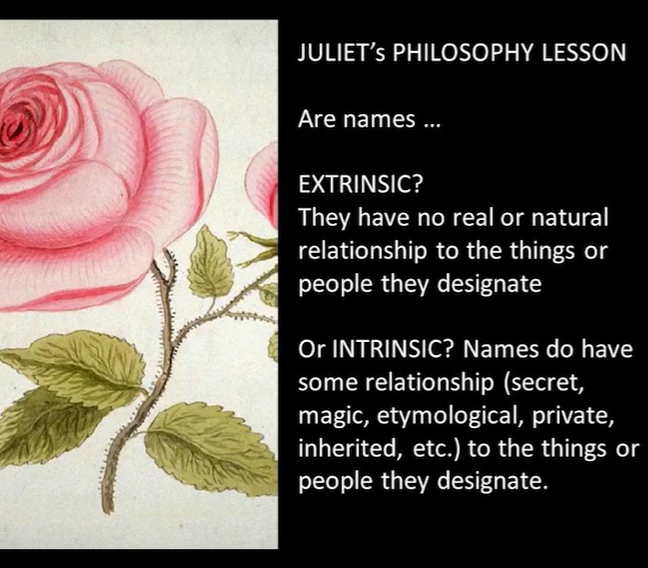 JULIET’s PHILOSOPHY LESSON
Are names ...
EXTRINSIC?
They have no real or natural
relationship to the things or
people they designate
Or INTRINSIC? Names do have
some relationship (secret,
magic, etymological, private,
inherited, etc.) to the things or
people they designate.